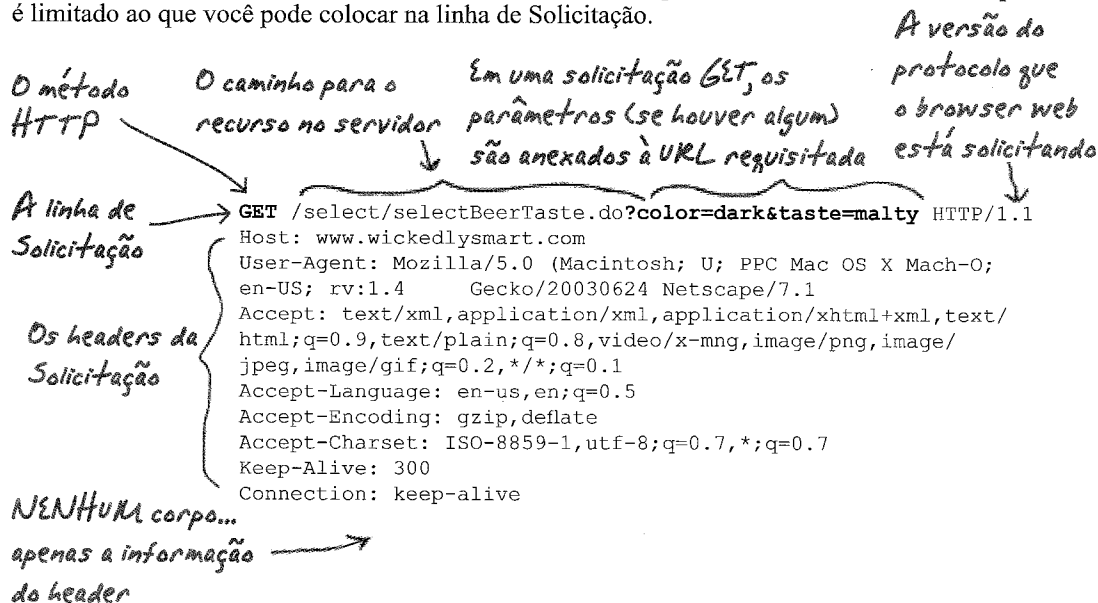 é limitado ao que você pode colocar na linha de Solicitação.
O método
HTTP
O caminho para o
recurso no servidor
Em uma solicitação GET, os
parâmetros (se houver algum)
são anexados à URL requisitada
A versão do
protocolo que
o browser web
está solicitando
A linha de
Solicitação
GET /select/selectBeerTaste.do?color=dark&taste=malty HTTP/1.1
Host: www.wickedlysmart.com
User-Agent: Mozilla/5.0 (Macintosh; U; PPC Mac OS X Mach-O;
en-US; rv:1.4 Gecko/20030624 Netscape/7.1
Accept: text/xml,application/xml,application/xhtml+xml,text/
html;q=0.9,text/plain;q=0.8,video/x-mng,image/png,image/
jpeg,image/gif;q=0.2,*/*;q=0.1
Accept-Language: en-us,en;q=0.5
Accept-Encoding: gzip,deflate
Accept-Charset: ISO-8859-1,utf-8;q=0.7,*;q=0.7
Keep-Alive: 300
Connection: keep-alive
Os headers da
Solicitação
NENHUM corpo...
apenas a informação
do header